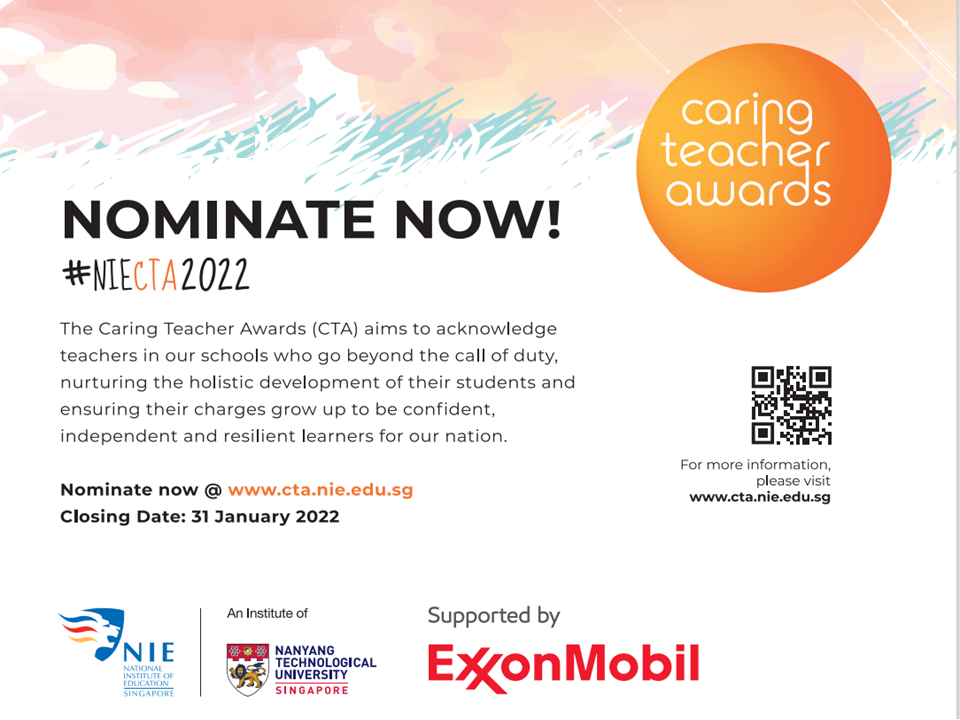 caring
teacher
awards
NOMINATE NOW!
#NIECTA2022
The Caring Teacher Awards (CTA) aims to acknowledge
teachers in our schools who go beyond the call of duty,
nurturing the holistic development of their students and
ensuring their charges grow up to be confident,
independent and resilient learners for our nation.
Nominate now @ www.cta.nie.edu.sg
Closing Date: 31 January 2022
For more information,
please visit
www.cta.nie.edu.sg
NIE
NATIONAL
INSTITUTE OF
EDUCATION
SINGAPORE
An Institute of
NANYANG
TECHNOLOGICAL
UNIVERSITY
SINGAPORE
Supported by
ExxonMobil